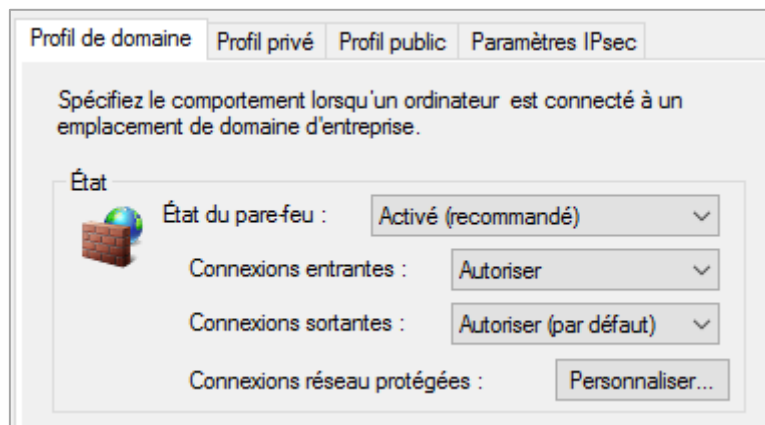 Profil de domaine Profil privé Profil public Paramètres IPsec
Spécifiez le comportement lorsqu'un ordinateur est connecté à un
emplacement de domaine d'entreprise.
État
État du pare-feu : Activé (recommandé)
Connexions entrantes : Autoriser
Connexions sortantes : Autoriser (par défaut)
Connexions réseau protégées : Personnaliser...